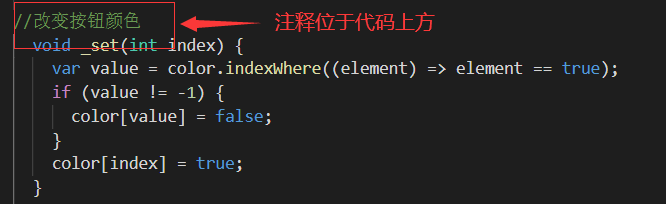 //改变按钮颜色 注释位于代码上方
void _set(int index) {
var value = color.indexWhere((element) => element == true);
if (value != -1) {
color[value] = false;
}
color[index] = true;
}